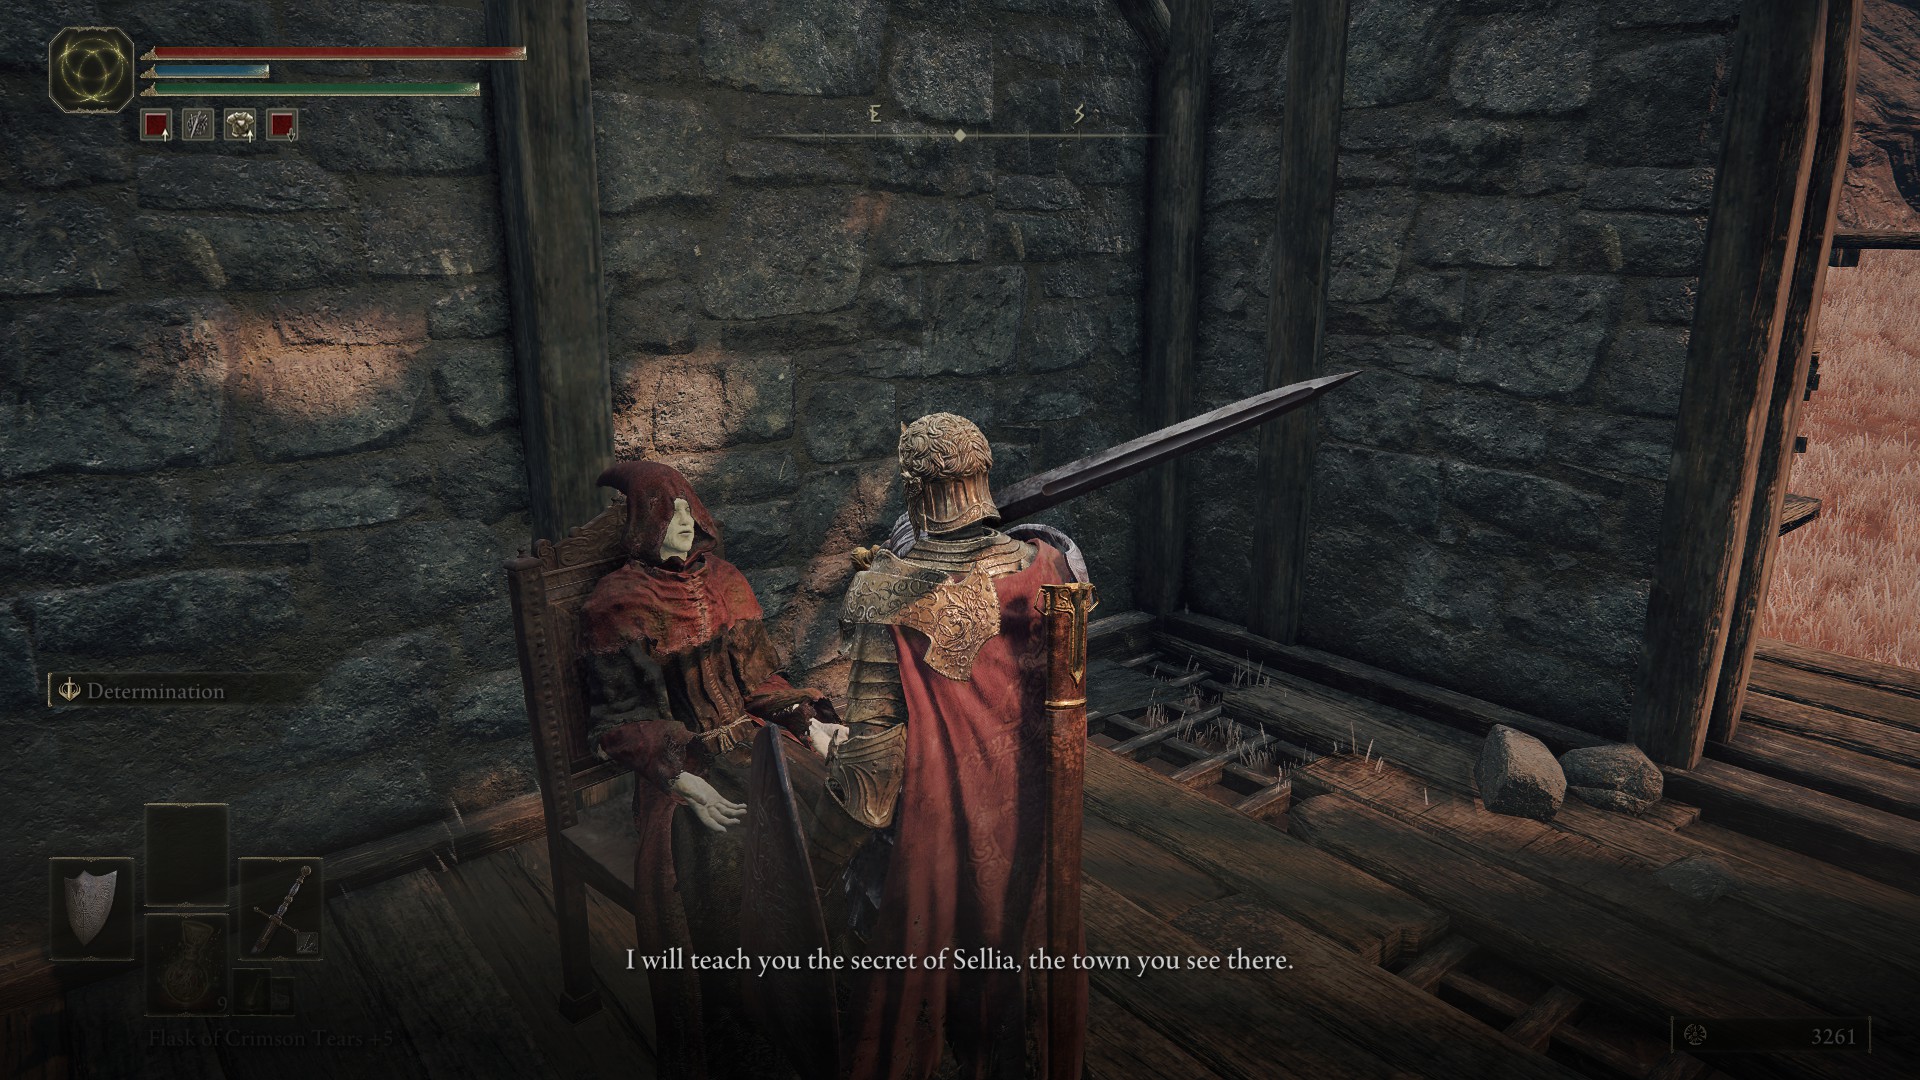 E S
Determination
I will teach you the secret of Sellia, the town you see there.
9
Flask of Crimson Tears +5
3261